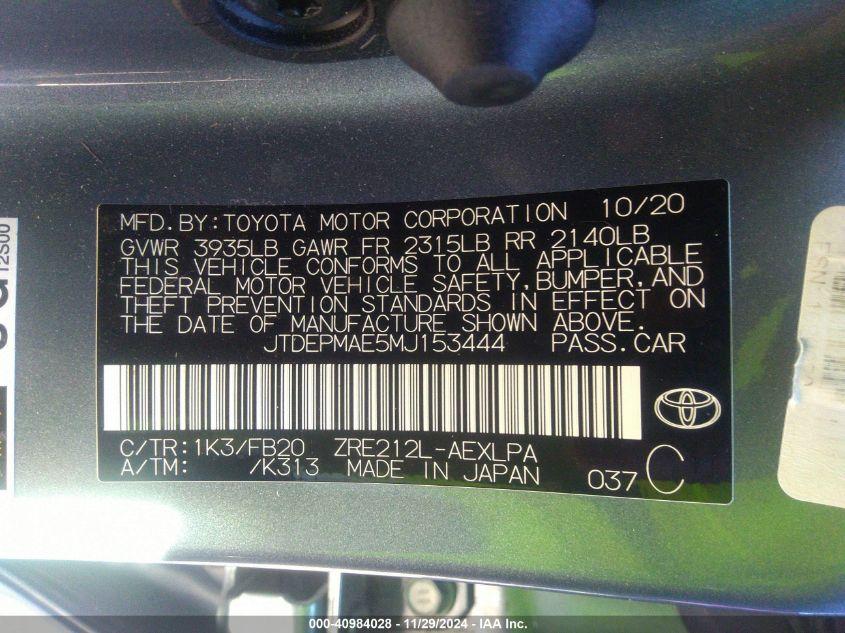 MFD.BY:TOYOTA MOTOR CORPORATION 10/20
GVWR 3935LB GAWR FR 2315LB RR 2140LB
THIS VEHICLE CONFORMS TO ALL APPLICABLE
FEDERAL MOTOR VEHICLE SAFETY,BUMPER,AND
THEFT PREVENTION STANDARDS IN EFFECT ON
THE DATE OF MANUFACTURE SHOWN ABOVE.
JTDEPMAE5MJ153444 PASS.CAR
C/TR:1K3/FB20 ZRE212L-AEXLPA
A/TM: /K313 MADE IN JAPAN 037 C
12S00
000-40984028 - 11/29/2024 - IAA Inc.